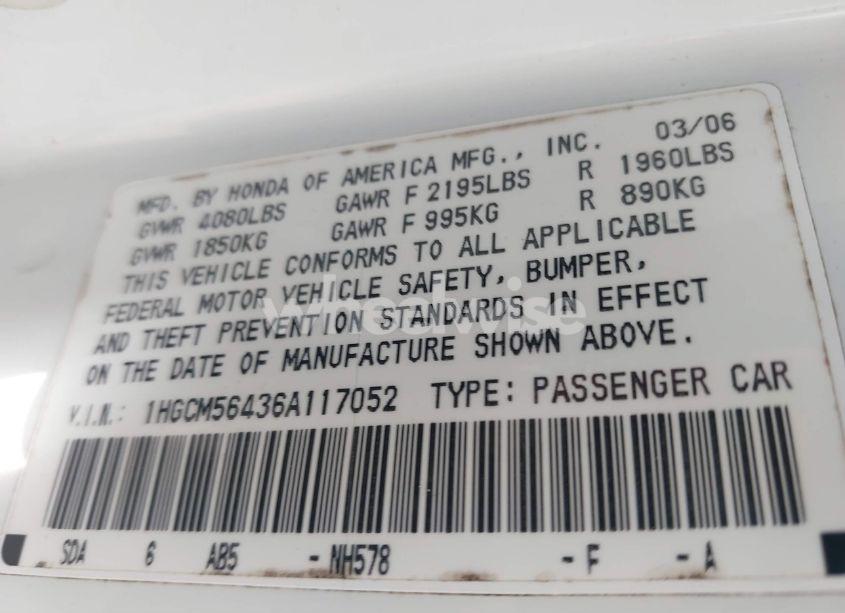 MFD. BY HONDA OF AMERICA MFG., INC. 03/06
GVWR 4080LBS GAWR F 2195LBS R 1960LBS
GVWR 1850KG GAWR F 995KG R 890KG
THIS VEHICLE CONFORMS TO ALL APPLICABLE
FEDERAL MOTOR VEHICLE SAFETY, BUMPER,
AND THEFT PREVENTION STANDARDS IN EFFECT
ON THE DATE OF MANUFACTURE SHOWN ABOVE.
V.I.N.: 1HGCM56436A117052 TYPE: PASSENGER CAR
SDA 6 AB5 - NH578 - F - A
wheelwise